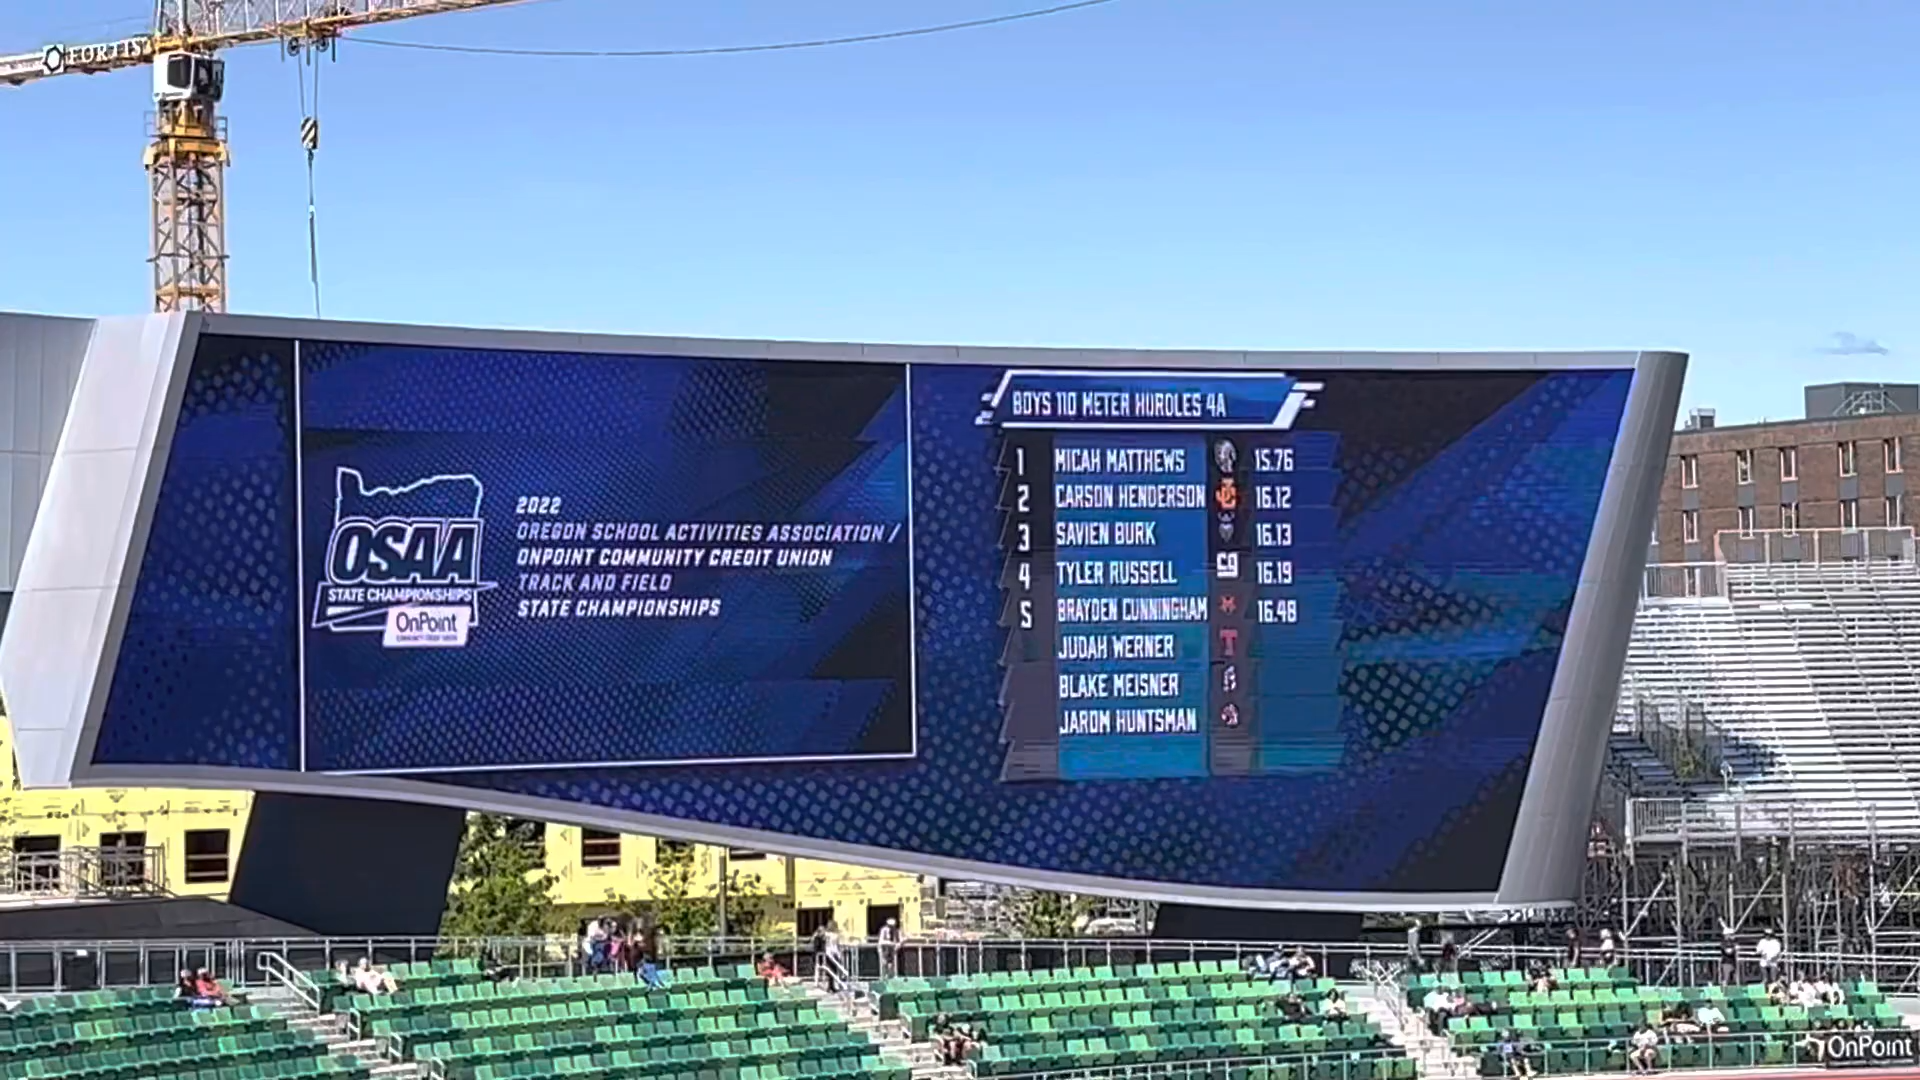 FORTIS
OSAA
STATE CHAMPIONSHIPS
OnPoint
2022
OREGON SCHOOL ACTIVITIES ASSOCIATION /
ONPOINT COMMUNITY CREDIT UNION
TRACK AND FIELD
STATE CHAMPIONSHIPS
BOYS 110 METER HURDLES 4A
1 MICAH MATTHEWS 15.76
2 CARSON HENDERSON 16.12
3 SAVIEN BURK 16.13
4 TYLER RUSSELL 16.19
5 BRAYDEN CUNNINGHAM 16.48
JUDAH WERNER T
BLAKE MEISNER
JAROM HUNTSMAN
OnPoint